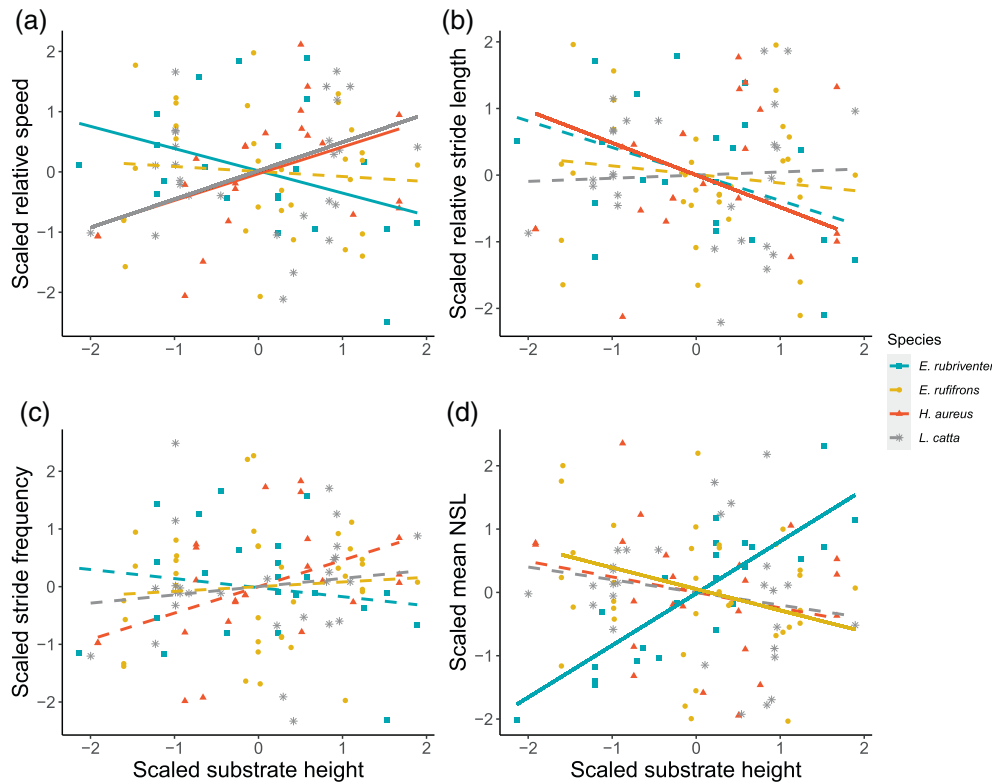 (a)
(b)
Scaled relative speed
2
1
0
−1
−2
−2 −1 0 1 2
Scaled relative stride length
2
1
0
−1
−2
−2 −1 0 1 2
Species
E. rubriventer
E. rufifrons
H. aureus
L. catta
(c)
(d)
Scaled stride frequency
2
1
0
−1
−2
−2 −1 0 1 2
Scaled substrate height
Scaled mean NSL
2
1
0
−1
−2
−2 −1 0 1 2
Scaled substrate height